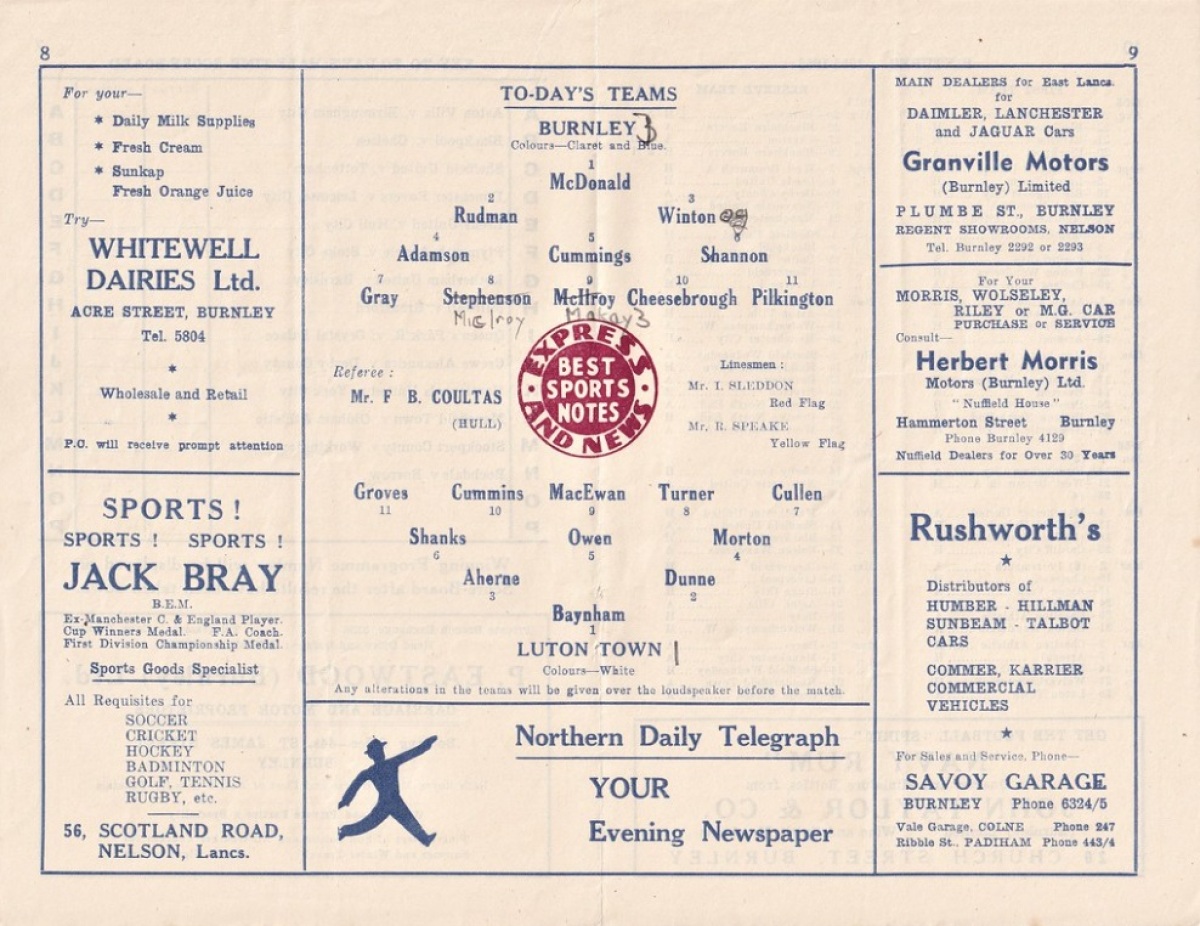 8
9
For your—
* Daily Milk Supplies
* Fresh Cream
* Sunkap
Fresh Orange Juice
Try—
WHITEWELL
DAIRIES Ltd.
ACRE STREET, BURNLEY
Tel. 5804
*
Wholesale and Retail
*
P.C. will receive prompt attention
SPORTS !
SPORTS ! SPORTS !
JACK BRAY
B.E.M.
Ex-Manchester C. & England Player.
Cup Winners Medal. F.A. Coach.
First Division Championship Medal.
Sports Goods Specialist
All Requisites for
SOCCER
CRICKET
HOCKEY
BADMINTON
GOLF, TENNIS
RUGBY, etc.
56, SCOTLAND ROAD,
NELSON, Lancs.
TO-DAY'S TEAMS
BURNLEY 3
Colours—Claret and Blue.
1
McDonald
2 3
Rudman Winton
4 5 6
Adamson Cummings Shannon
7 8 9 10 11
Gray Stephenson McIlroy Cheesebrough Pilkington
McIlroy Mokay 3
Referee :
Mr. F B. COULTAS
(HULL)
EXPRESS
BEST
SPORTS
NOTES
AND NEWS
Linesmen :
Mr. I. SLEDDON
Red Flag
Mr. R. SPEAKE
Yellow Flag
Groves Cummins MacEwan Turner Cullen
11 10 9 8 7
Shanks Owen Morton
6 5 4
Aherne Dunne
3 2
Baynham
1
LUTON TOWN 1
Colours—White
Any alterations in the teams will be given over the loudspeaker before the match.
Northern Daily Telegraph
YOUR
Evening Newspaper
MAIN DEALERS for East Lancs.
for
DAIMLER, LANCHESTER
and JAGUAR Cars
Granville Motors
(Burnley) Limited
PLUMBE ST., BURNLEY
REGENT SHOWROOMS, NELSON
Tel. Burnley 2292 or 2293
For Your
MORRIS, WOLSELEY,
RILEY or M.G. CAR
PURCHASE or SERVICE
Consult—
Herbert Morris
Motors (Burnley) Ltd.
"Nuffield House"
Hammerton Street Burnley
Phone Burnley 4129
Nuffield Dealers for Over 30 Years
Rushworth's
Distributors of
HUMBER - HILLMAN
SUNBEAM - TALBOT
CARS
COMMER, KARRIER
COMMERCIAL
VEHICLES
For Sales and Service, Phone—
SAVOY GARAGE
BURNLEY Phone 6324/5
Vale Garage, COLNE Phone 247
Ribble St., PADIHAM Phone 443/4